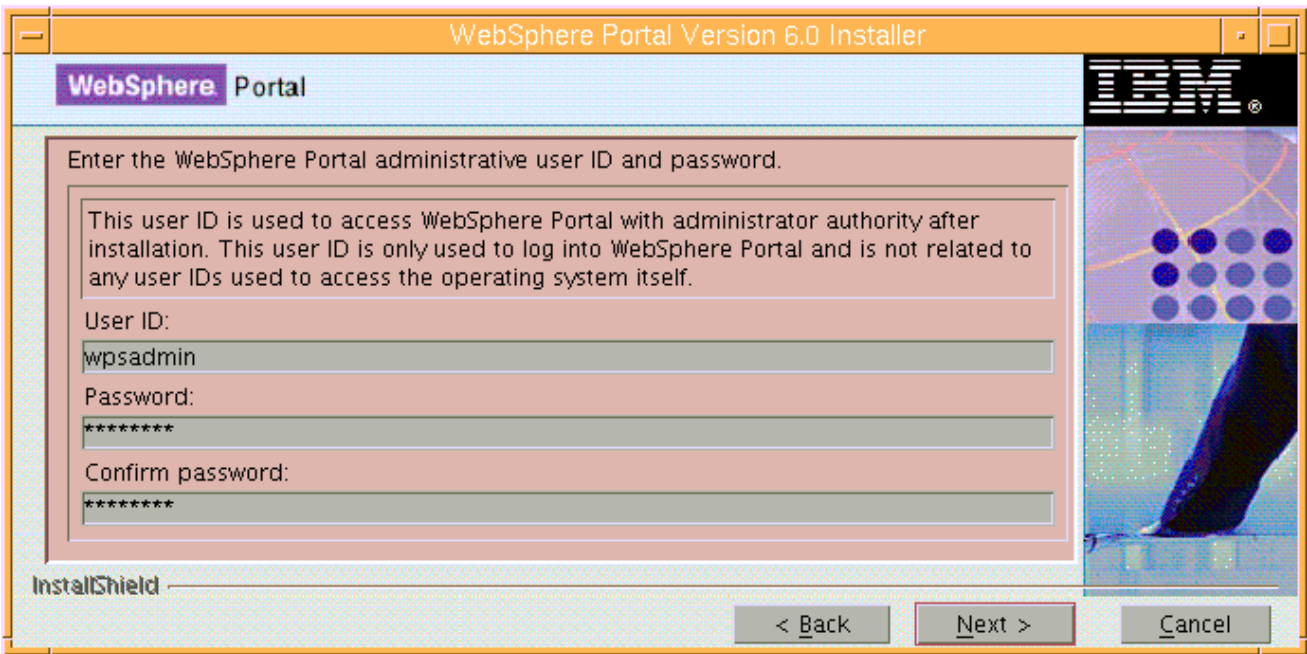 WebSphere Portal Version 6.0 Installer
WebSphere Portal
IBM®
Enter the WebSphere Portal administrative user ID and password.
This user ID is used to access WebSphere Portal with administrator authority after
installation. This user ID is only used to log into WebSphere Portal and is not related to
any user IDs used to access the operating system itself.
User ID:
wpsadmin
Password:
********
Confirm password:
********
InstallShield
< Back Next > Cancel